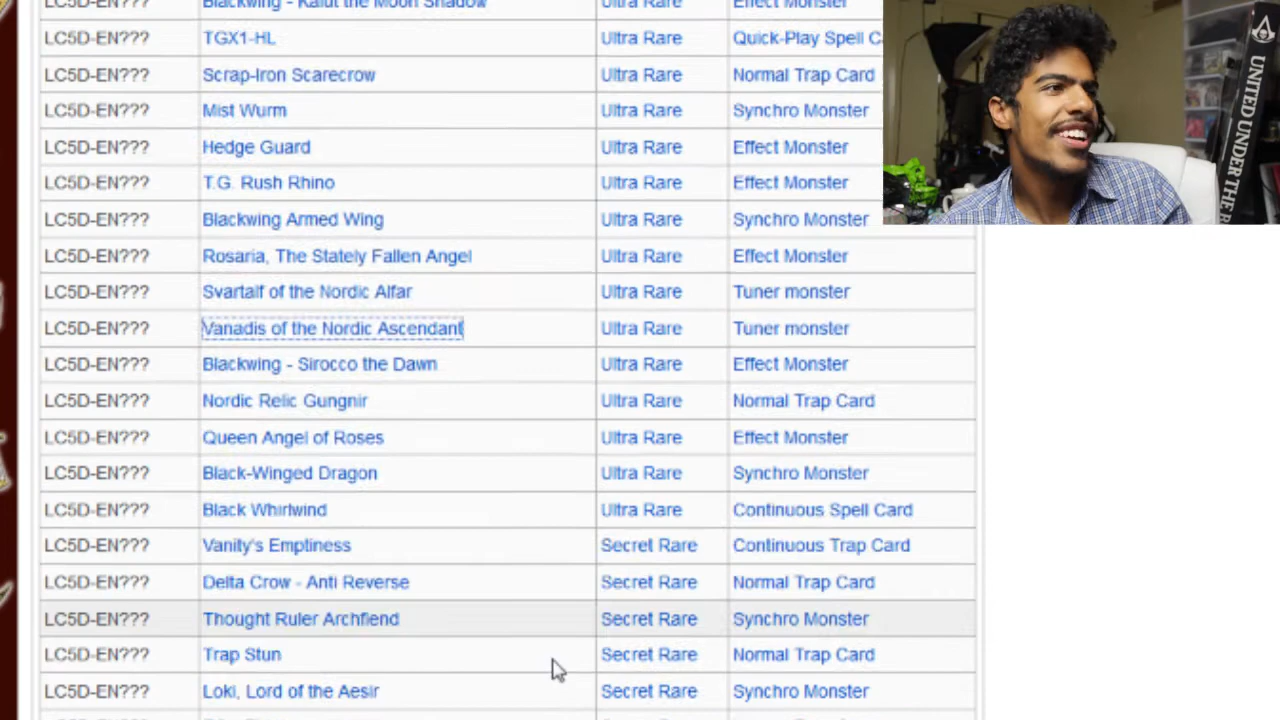 LC5D-EN??? Blackwing - Kalut the Moon Shadow Ultra Rare Effect Monster
LC5D-EN??? TGX1-HL Ultra Rare Quick-Play Spell C
LC5D-EN??? Scrap-Iron Scarecrow Ultra Rare Normal Trap Card
LC5D-EN??? Mist Wurm Ultra Rare Synchro Monster
LC5D-EN??? Hedge Guard Ultra Rare Effect Monster
LC5D-EN??? T.G. Rush Rhino Ultra Rare Effect Monster
LC5D-EN??? Blackwing Armed Wing Ultra Rare Synchro Monster
LC5D-EN??? Rosaria, The Stately Fallen Angel Ultra Rare Effect Monster
LC5D-EN??? Svartalf of the Nordic Alfar Ultra Rare Tuner monster
LC5D-EN??? Vanadis of the Nordic Ascendant Ultra Rare Tuner monster
LC5D-EN??? Blackwing - Sirocco the Dawn Ultra Rare Effect Monster
LC5D-EN??? Nordic Relic Gungnir Ultra Rare Normal Trap Card
LC5D-EN??? Queen Angel of Roses Ultra Rare Effect Monster
LC5D-EN??? Black-Winged Dragon Ultra Rare Synchro Monster
LC5D-EN??? Black Whirlwind Ultra Rare Continuous Spell Card
LC5D-EN??? Vanity's Emptiness Secret Rare Continuous Trap Card
LC5D-EN??? Delta Crow - Anti Reverse Secret Rare Normal Trap Card
LC5D-EN??? Thought Ruler Archfiend Secret Rare Synchro Monster
LC5D-EN??? Trap Stun Secret Rare Normal Trap Card
LC5D-EN??? Loki, Lord of the Aesir Secret Rare Synchro Monster
UNITED UNDER THE